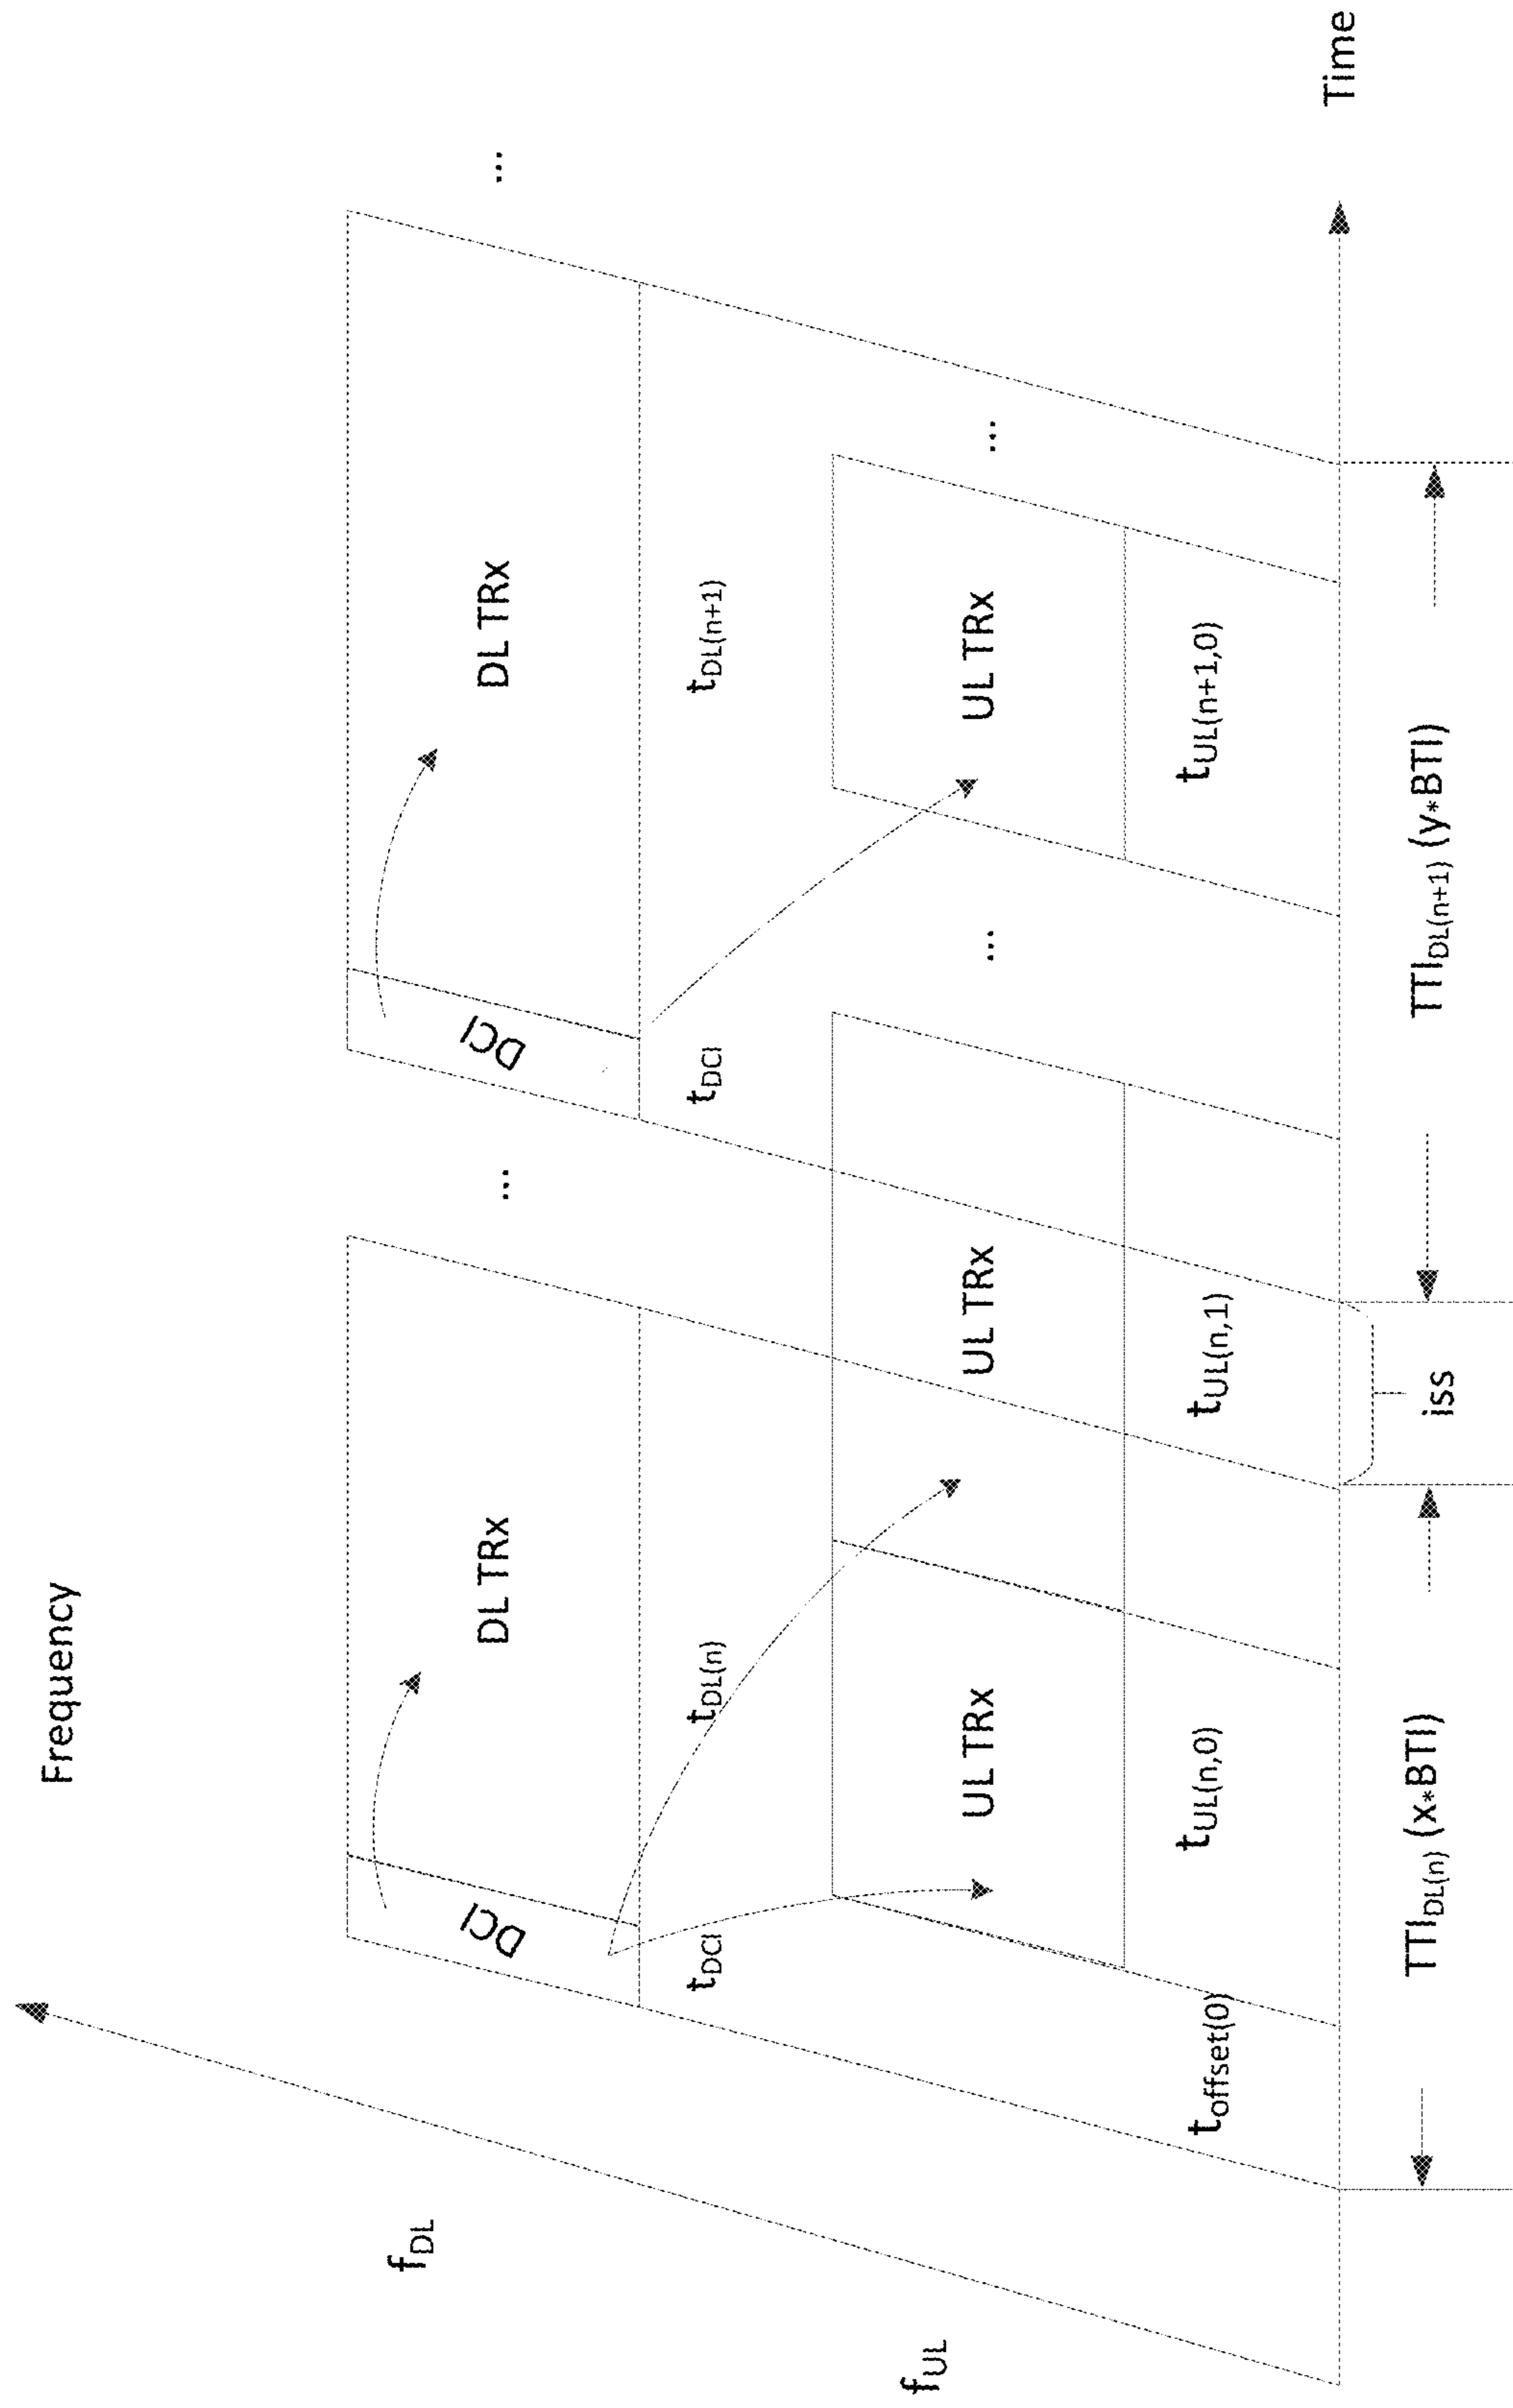 Frequency
f_DL
DCI
DL TRx
...
DCI
DL TRx
...
t_DCI
t_DL(n)
t_DCI
t_DL(n+1)
f_UL
UL TRx
UL TRx
...
UL TRx
...
t_offset(0)
t_UL(n,0)
t_UL(n,1)
t_UL(n+1,0)
Time
TTI_DL(n) (x*BTI)
iss
TTI_DL(n+1) (y*BTI)